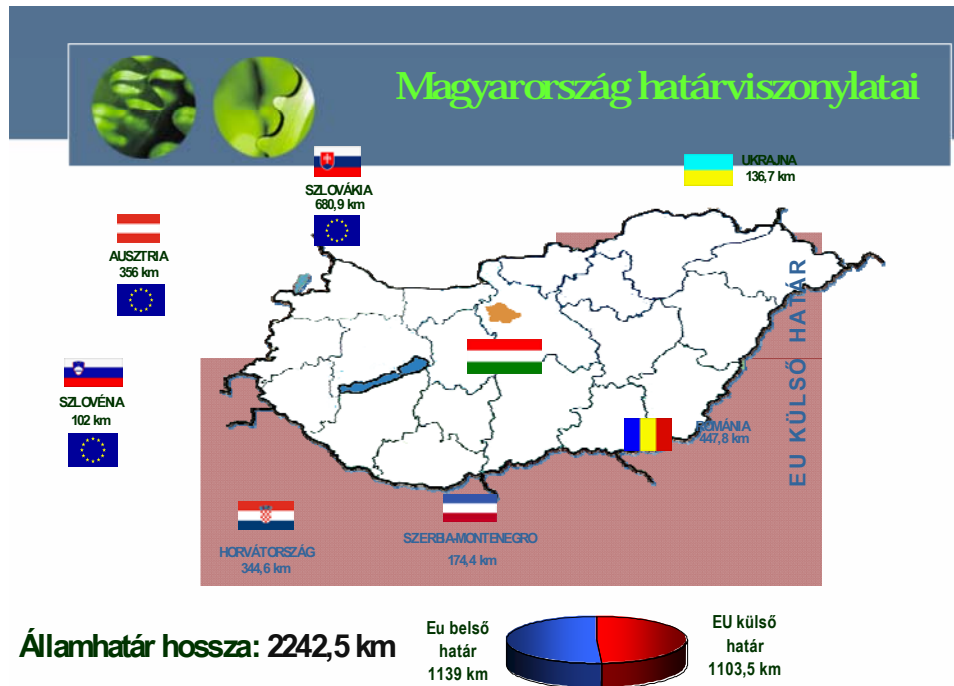 Magyarország határviszonylatai
SZLOVÁKIA
680,9 km
UKRAJNA
136,7 km
AUSZTRIA
356 km
SZLOVÉNIA
102 km
EU KÜLSŐ HATÁR
ROMÁNIA
447,8 km
HORVÁTORSZÁG
344,6 km
SZERBIA-MONTENEGRO
174,4 km
Államhatár hossza: 2242,5 km
Eu belső
határ
1139 km
EU külső
határ
1103,5 km